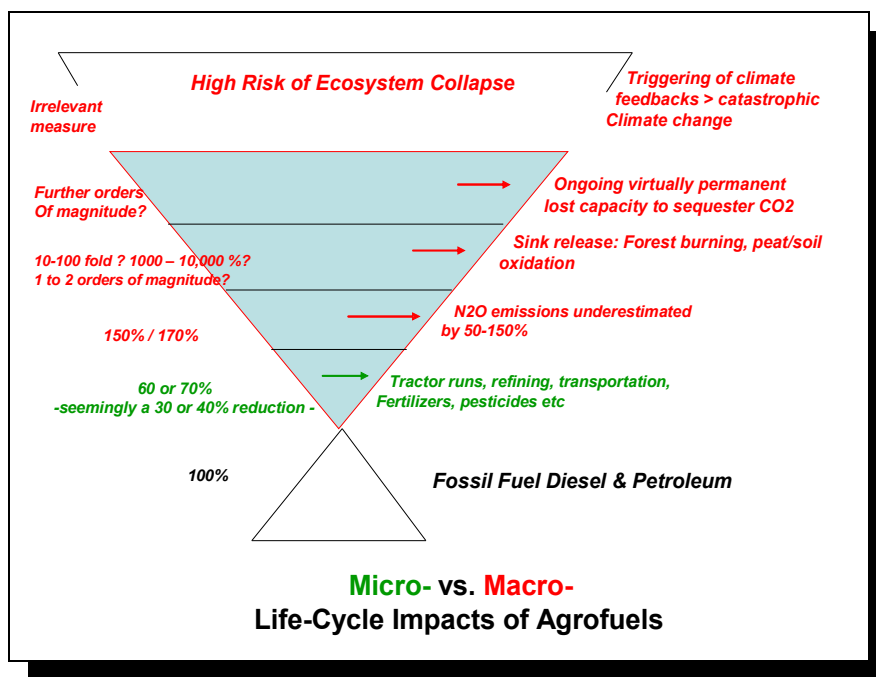 High Risk of Ecosystem Collapse
Irrelevant
measure
Triggering of climate
feedbacks > catastrophic
Climate change
Further orders
Of magnitude?
Ongoing virtually permanent
lost capacity to sequester CO2
10-100 fold ? 1000 – 10,000 %?
1 to 2 orders of magnitude?
Sink release: Forest burning, peat/soil
oxidation
150% / 170%
N2O emissions underestimated
by 50-150%
60 or 70%
-seemingly a 30 or 40% reduction -
Tractor runs, refining, transportation,
Fertilizers, pesticides etc
100%
Fossil Fuel Diesel & Petroleum
Micro- vs. Macro-
Life-Cycle Impacts of Agrofuels